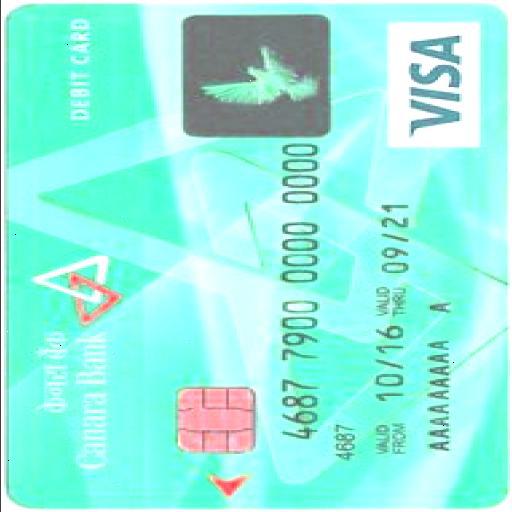 केनरा बैंक
Canara Bank
DEBIT CARD
4687 7900 0000 0000
4687
VALID FROM 10/16 VALID THRU 09/21
AAAAAAAAA A
VISA